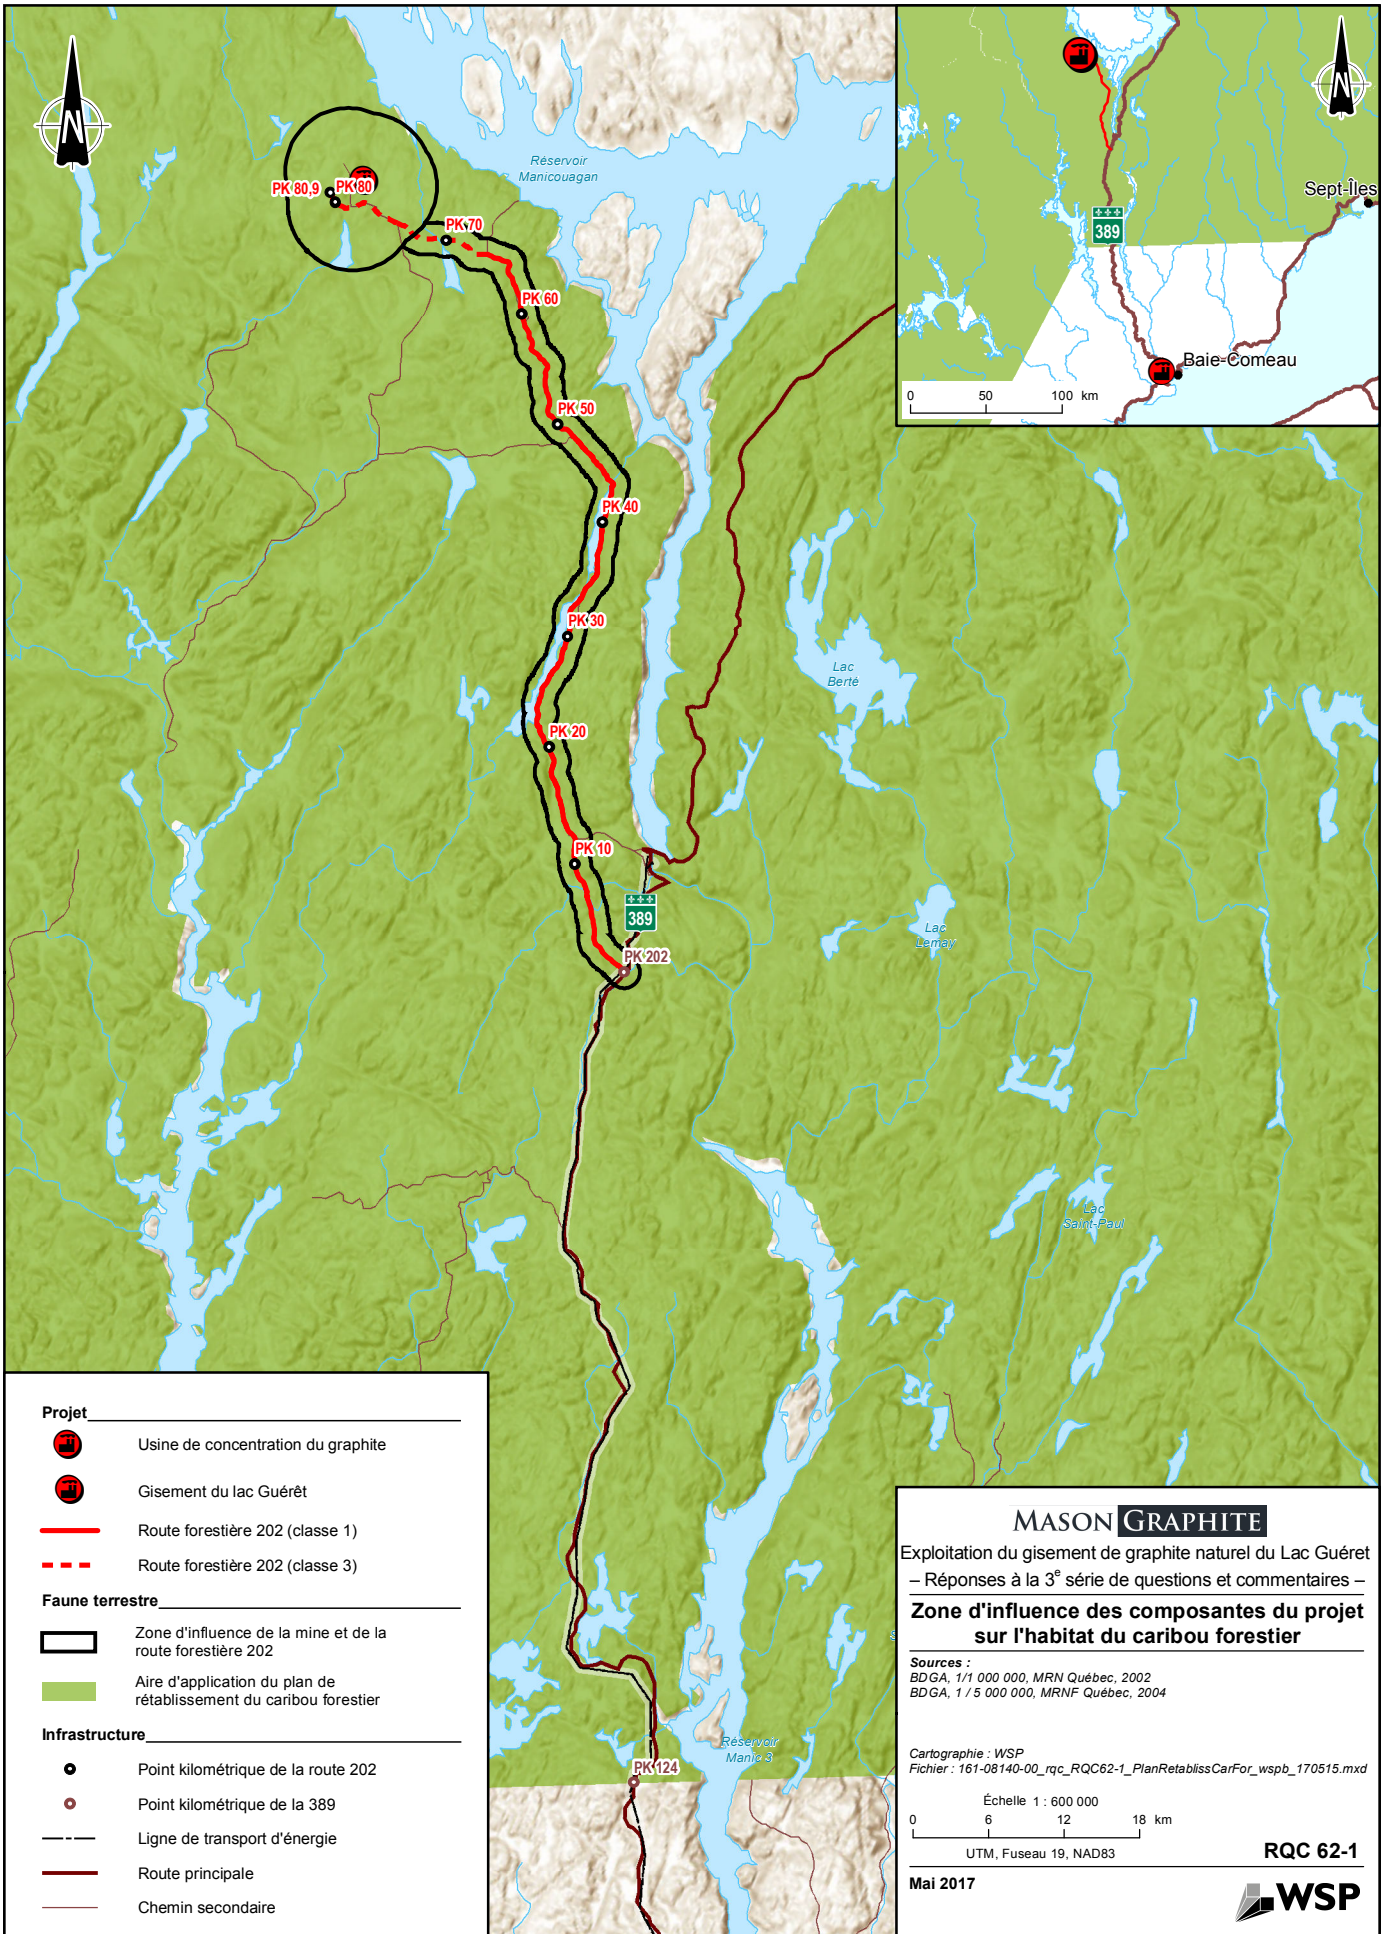 N
Réservoir
Manicouagan
PK 80,9
PK 80
PK 70
PK 60
PK 50
PK 40
PK 30
PK 20
PK 10
389
PK 202
PK 124
Lac
Berté
Lac
Lemay
Lac
Saint-Paul
Réservoir
Manic 3
N
Sept-Îles
389
Baie-Comeau
0 50 100 km
Projet
Usine de concentration du graphite
Gisement du lac Guérêt
Route forestière 202 (classe 1)
Route forestière 202 (classe 3)
Faune terrestre
Zone d'influence de la mine et de la
route forestière 202
Aire d'application du plan de
rétablissement du caribou forestier
Infrastructure
Point kilométrique de la route 202
Point kilométrique de la 389
Ligne de transport d'énergie
Route principale
Chemin secondaire
MASON GRAPHITE
Exploitation du gisement de graphite naturel du Lac Guéret
– Réponses à la 3e série de questions et commentaires –
Zone d'influence des composantes du projet
sur l'habitat du caribou forestier
Sources :
BDGA, 1/1 000 000, MRN Québec, 2002
BDGA, 1 / 5 000 000, MRNF Québec, 2004
Cartographie : WSP
Fichier : 161-08140-00_rqc_RQC62-1_PlanRetablissCarFor_wspb_170515.mxd
Échelle 1 : 600 000
0 6 12 18 km
UTM, Fuseau 19, NAD83
RQC 62-1
Mai 2017
WSP